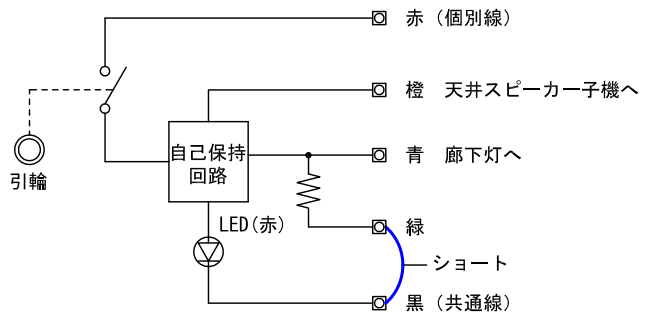 赤（個別線）
橙　天井スピーカー子機へ
自己保持
回路
青　廊下灯へ
引輪
LED(赤)
緑
ショート
黒（共通線）